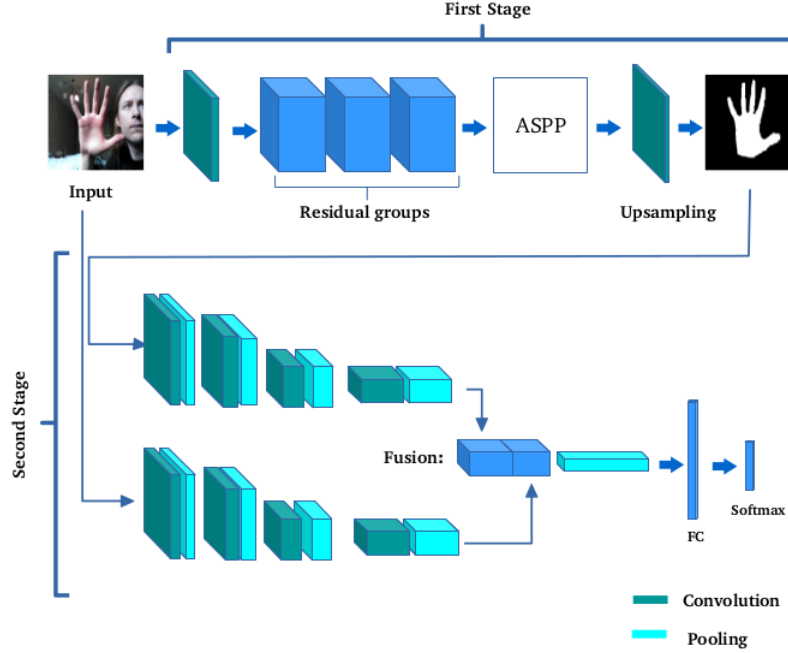 First Stage
ASPP
Input
Residual groups
Upsampling
Second Stage
Fusion:
Softmax
FC
Convolution
Pooling